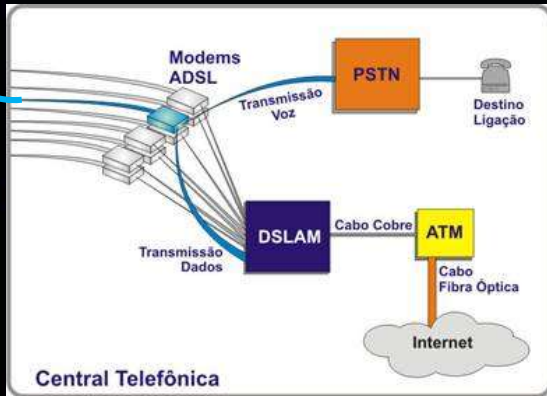 Modems
ADSL
PSTN
Transmissão
Voz
Destino
Ligação
DSLAM
Cabo Cobre
ATM
Transmissão
Dados
Cabo
Fibra Óptica
Internet
Central Telefônica